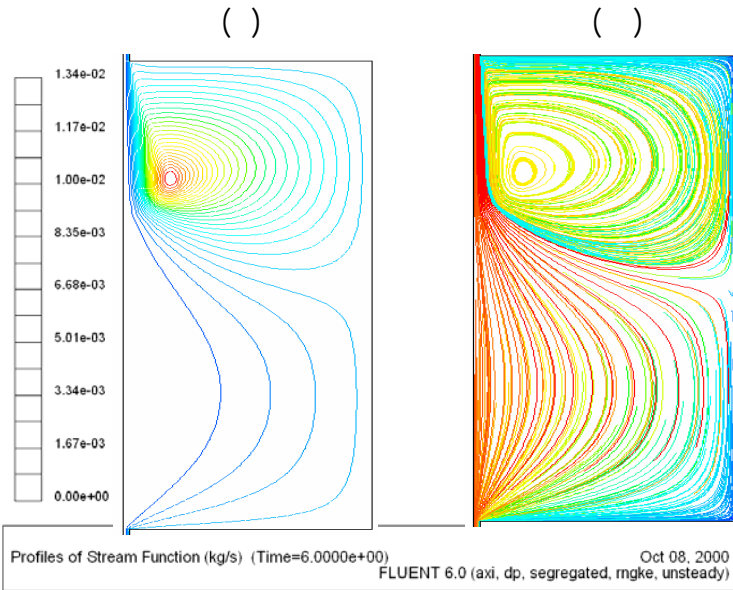 ( ) ( )
1.34e-02
1.17e-02
1.00e-02
8.35e-03
6.68e-03
5.01e-03
3.34e-03
1.67e-03
0.00e+00
Profiles of Stream Function (kg/s) (Time=6.0000e+00) Oct 08, 2000
FLUENT 6.0 (axi, dp, segregated, rngke, unsteady)